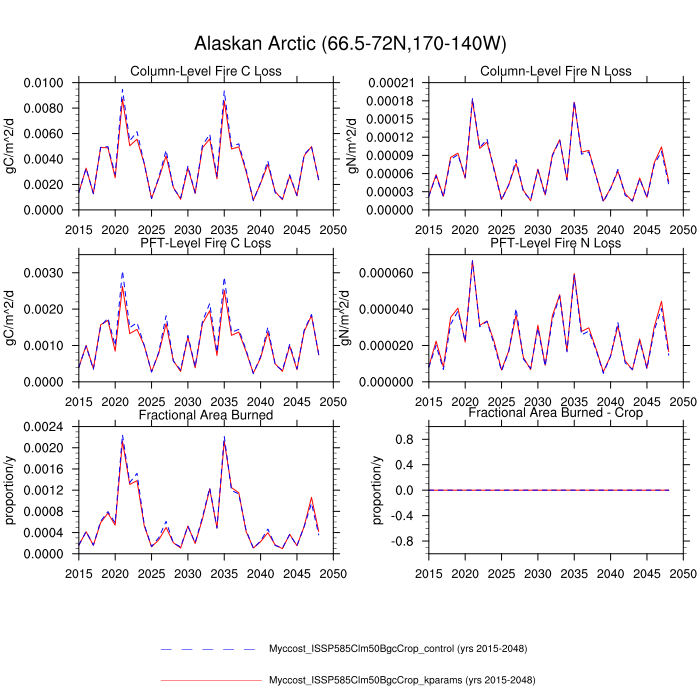 Alaskan Arctic (66.5-72N,170-140W)
Column-Level Fire C Loss
gC/m^2/d
0.0100
0.0080
0.0060
0.0040
0.0020
0.0000
2015 2020 2025 2030 2035 2040 2045 2050
Column-Level Fire N Loss
gN/m^2/d
0.00021
0.00018
0.00015
0.00012
0.00009
0.00006
0.00003
0.00000
2015 2020 2025 2030 2035 2040 2045 2050
PFT-Level Fire C Loss
gC/m^2/d
0.0030
0.0020
0.0010
0.0000
2015 2020 2025 2030 2035 2040 2045 2050
PFT-Level Fire N Loss
gN/m^2/d
0.000060
0.000040
0.000020
0.000000
2015 2020 2025 2030 2035 2040 2045 2050
Fractional Area Burned
proportion/y
0.0024
0.0020
0.0016
0.0012
0.0008
0.0004
0.0000
2015 2020 2025 2030 2035 2040 2045 2050
Fractional Area Burned - Crop
proportion/y
0.8
0.4
0.0
-0.4
-0.8
2015 2020 2025 2030 2035 2040 2045 2050
Myccost_ISSP585Clm50BgcCrop_control (yrs 2015-2048)
Myccost_ISSP585Clm50BgcCrop_kparams (yrs 2015-2048)